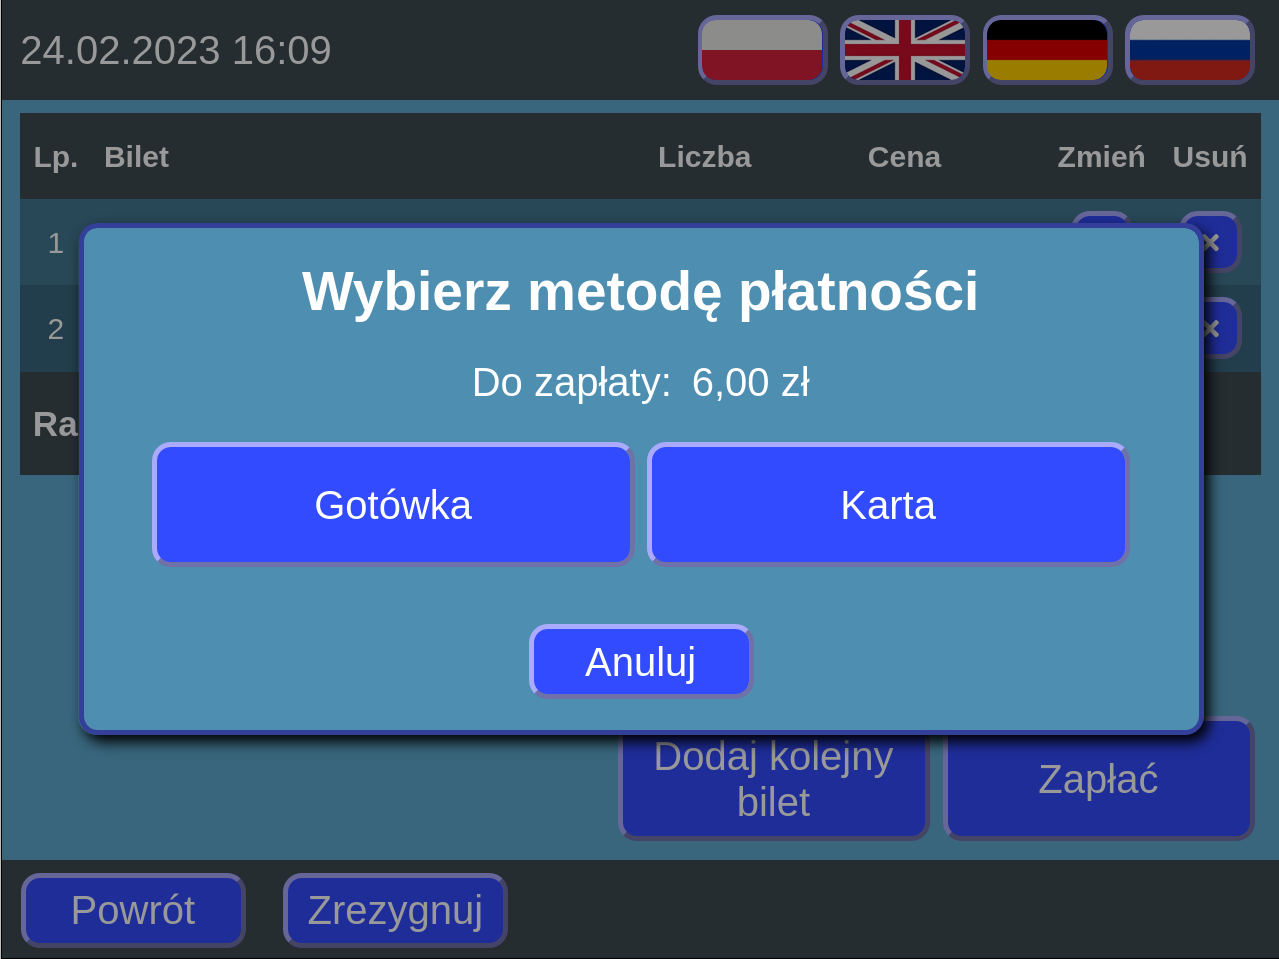 24.02.2023 16:09
Lp. Bilet Liczba Cena Zmień Usuń
1
Wybierz metodę płatności
2
Do zapłaty: 6,00 zł
Gotówka Karta
Anuluj
Dodaj kolejny
bilet
Zapłać
Powrót Zrezygnuj